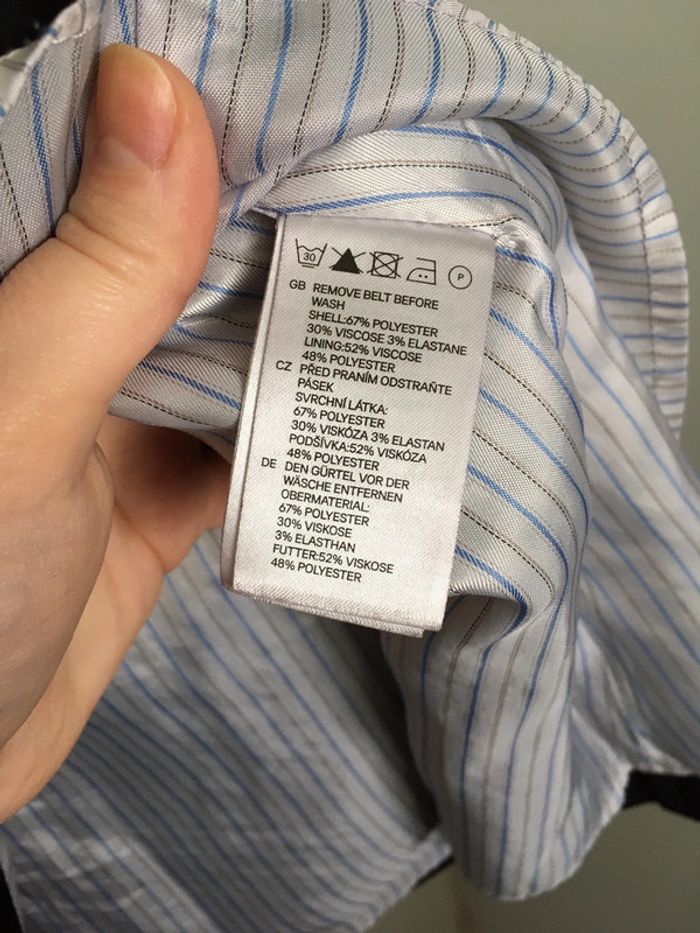 30
P
GB REMOVE BELT BEFORE
WASH
SHELL:67% POLYESTER
30% VISCOSE 3% ELASTANE
LINING:52% VISCOSE
48% POLYESTER
CZ PŘED PRANÍM ODSTRAŇTE
PÁSEK
SVRCHNÍ LÁTKA:
67% POLYESTER
30% VISKÓZA 3% ELASTAN
PODŠÍVKA:52% VISKÓZA
48% POLYESTER
DE DEN GÜRTEL VOR DER
WÄSCHE ENTFERNEN
OBERMATERIAL:
67% POLYESTER
30% VISKOSE
3% ELASTHAN
FUTTER:52% VISKOSE
48% POLYESTER